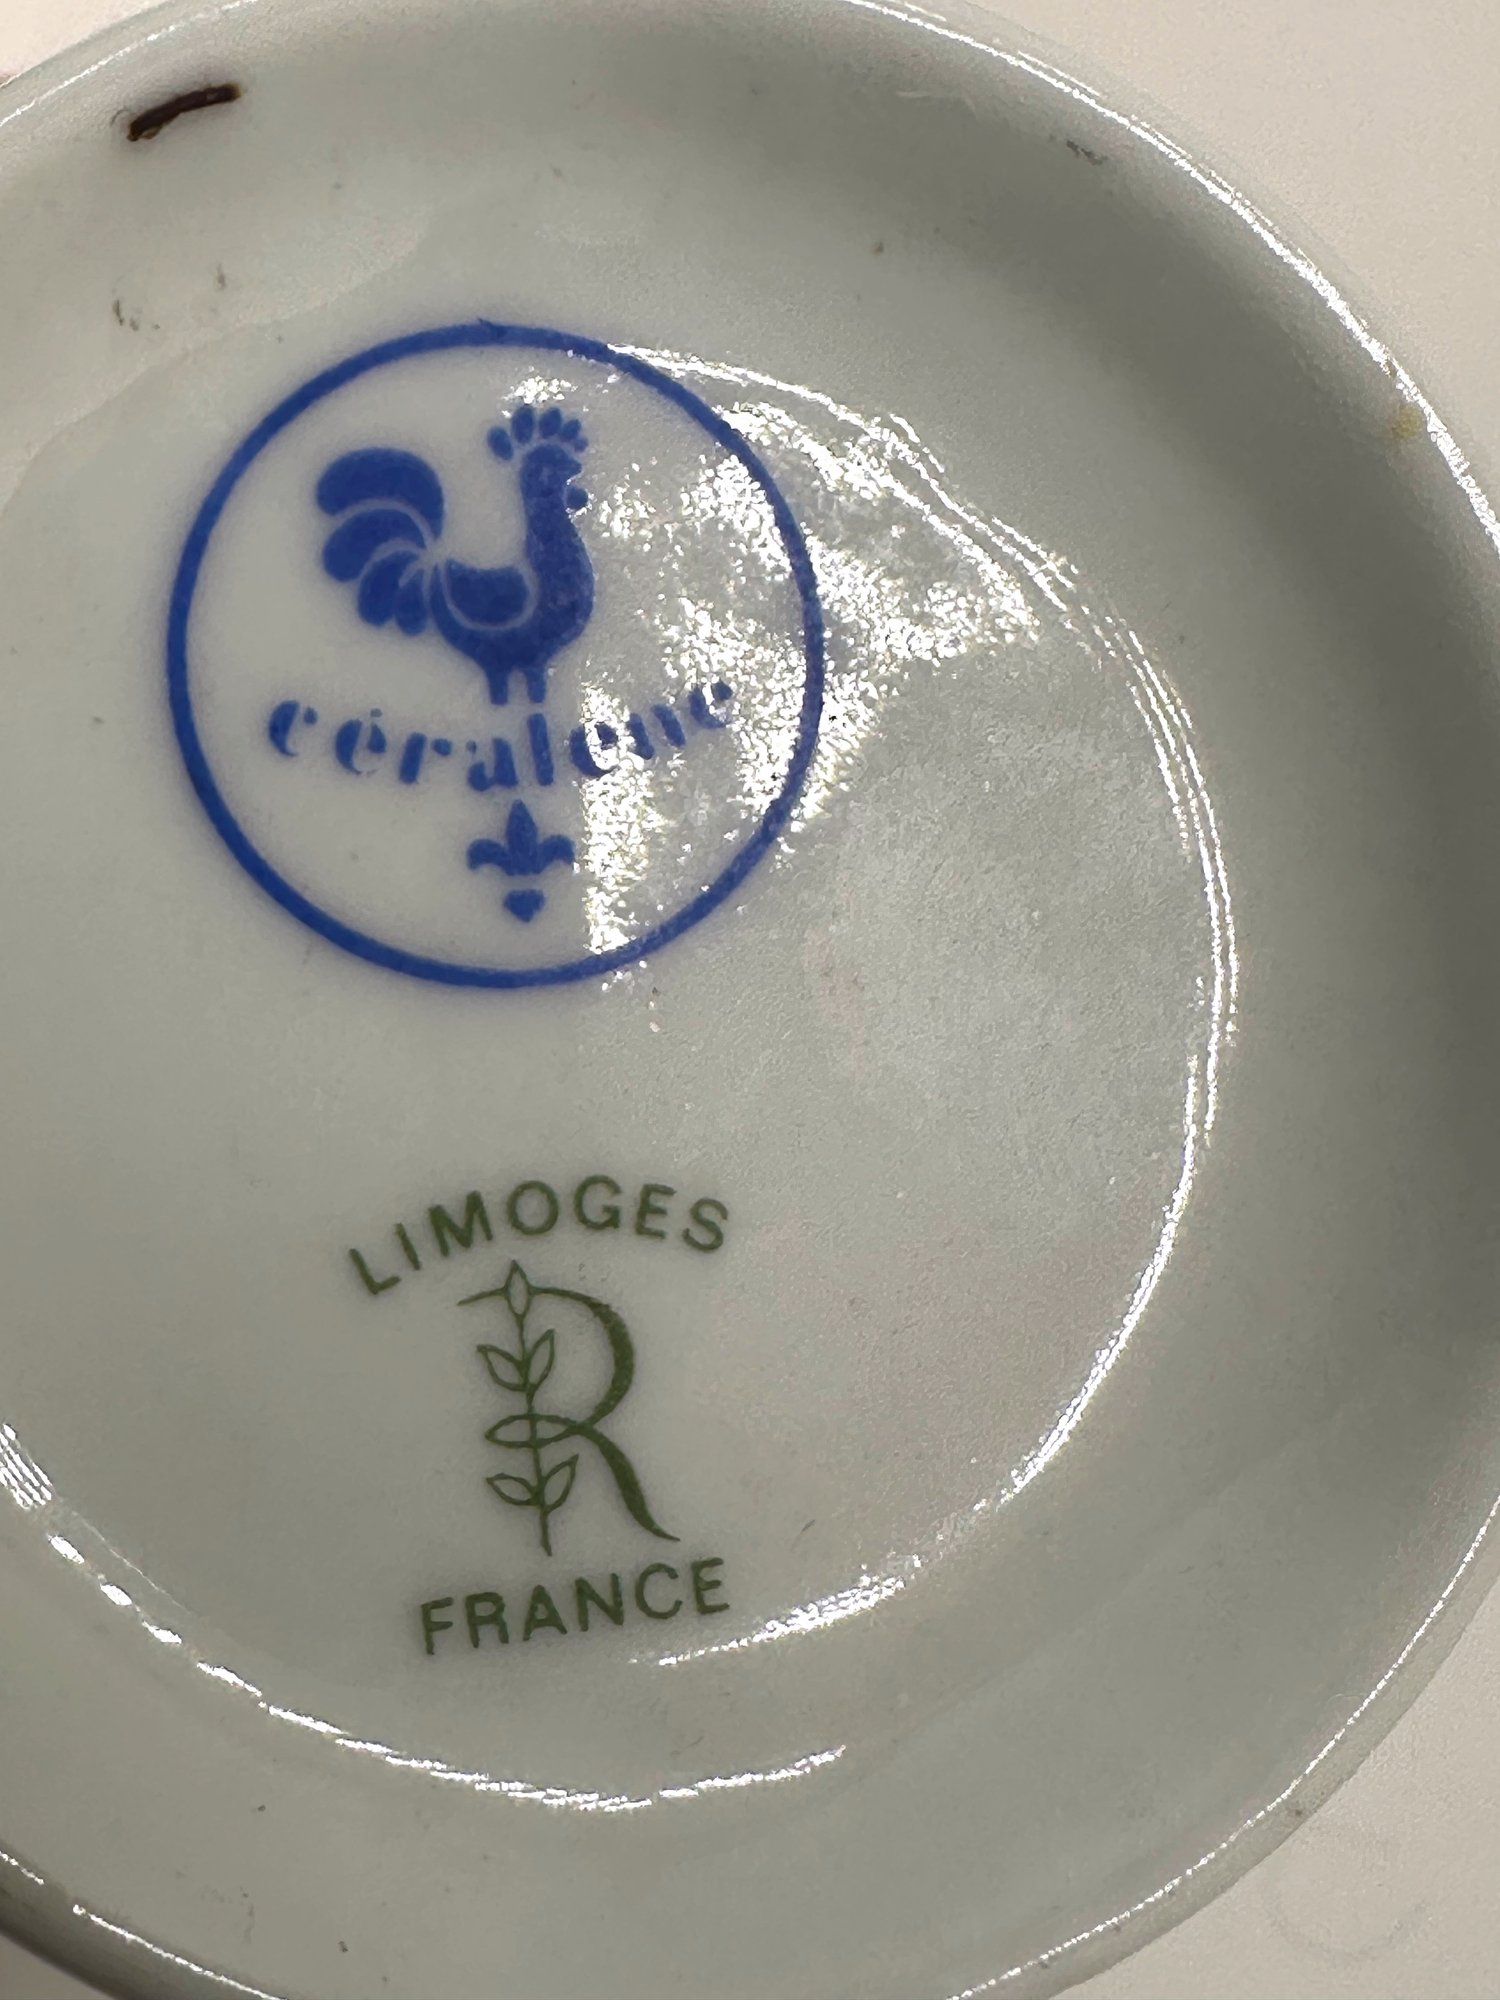 céralene
LIMOGES
R
FRANCE